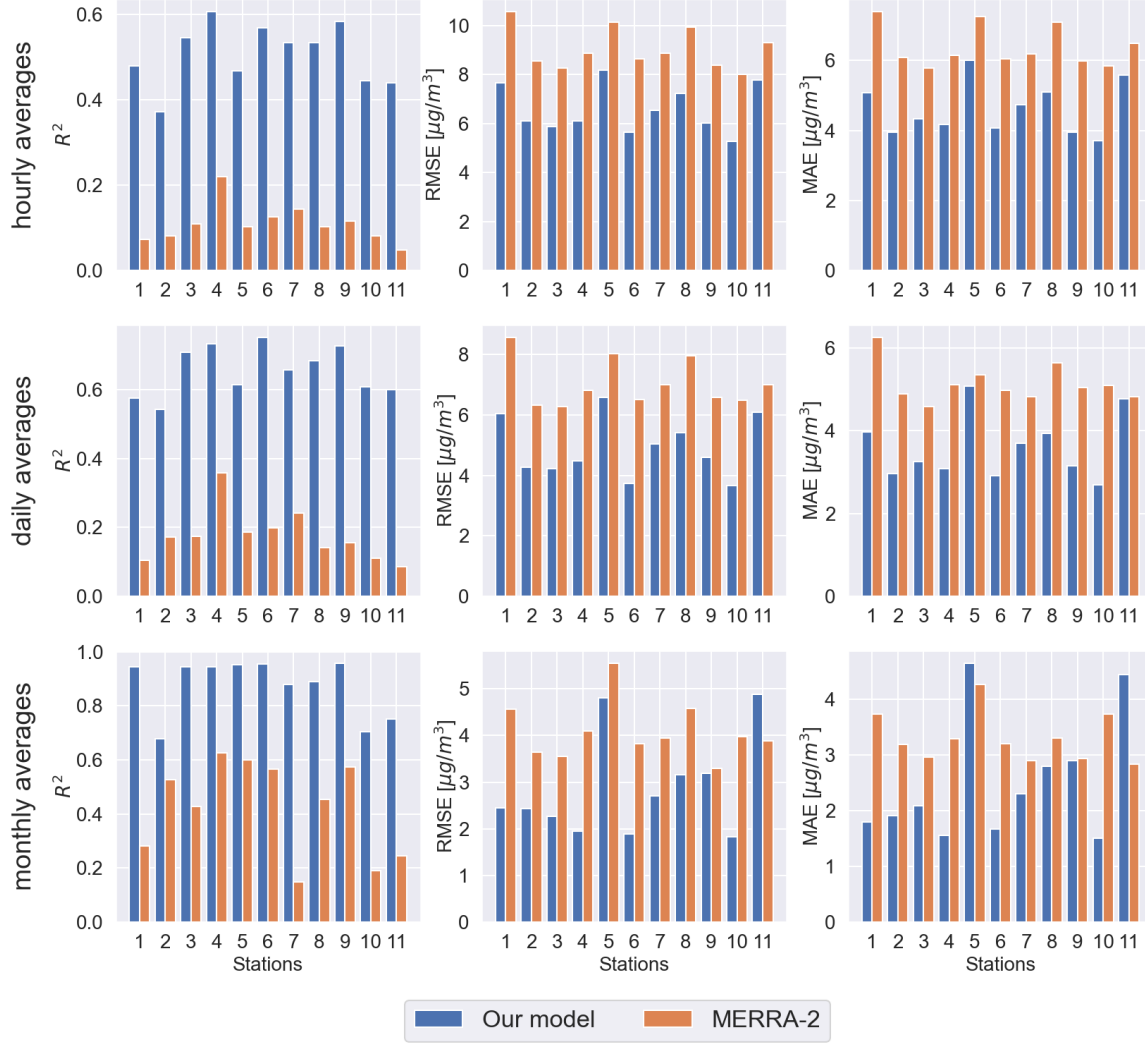 hourly averages
R²
0.6
0.4
0.2
0.0
1 2 3 4 5 6 7 8 9 10 11
RMSE [μg/m³]
10
8
6
4
2
0
1 2 3 4 5 6 7 8 9 10 11
MAE [μg/m³]
6
4
2
0
1 2 3 4 5 6 7 8 9 10 11
daily averages
R²
0.6
0.4
0.2
0.0
1 2 3 4 5 6 7 8 9 10 11
RMSE [μg/m³]
8
6
4
2
0
1 2 3 4 5 6 7 8 9 10 11
MAE [μg/m³]
6
4
2
0
1 2 3 4 5 6 7 8 9 10 11
monthly averages
R²
1.0
0.8
0.6
0.4
0.2
0.0
1 2 3 4 5 6 7 8 9 10 11
Stations
RMSE [μg/m³]
5
4
3
2
1
0
1 2 3 4 5 6 7 8 9 10 11
Stations
MAE [μg/m³]
4
3
2
1
0
1 2 3 4 5 6 7 8 9 10 11
Stations
Our model
MERRA-2